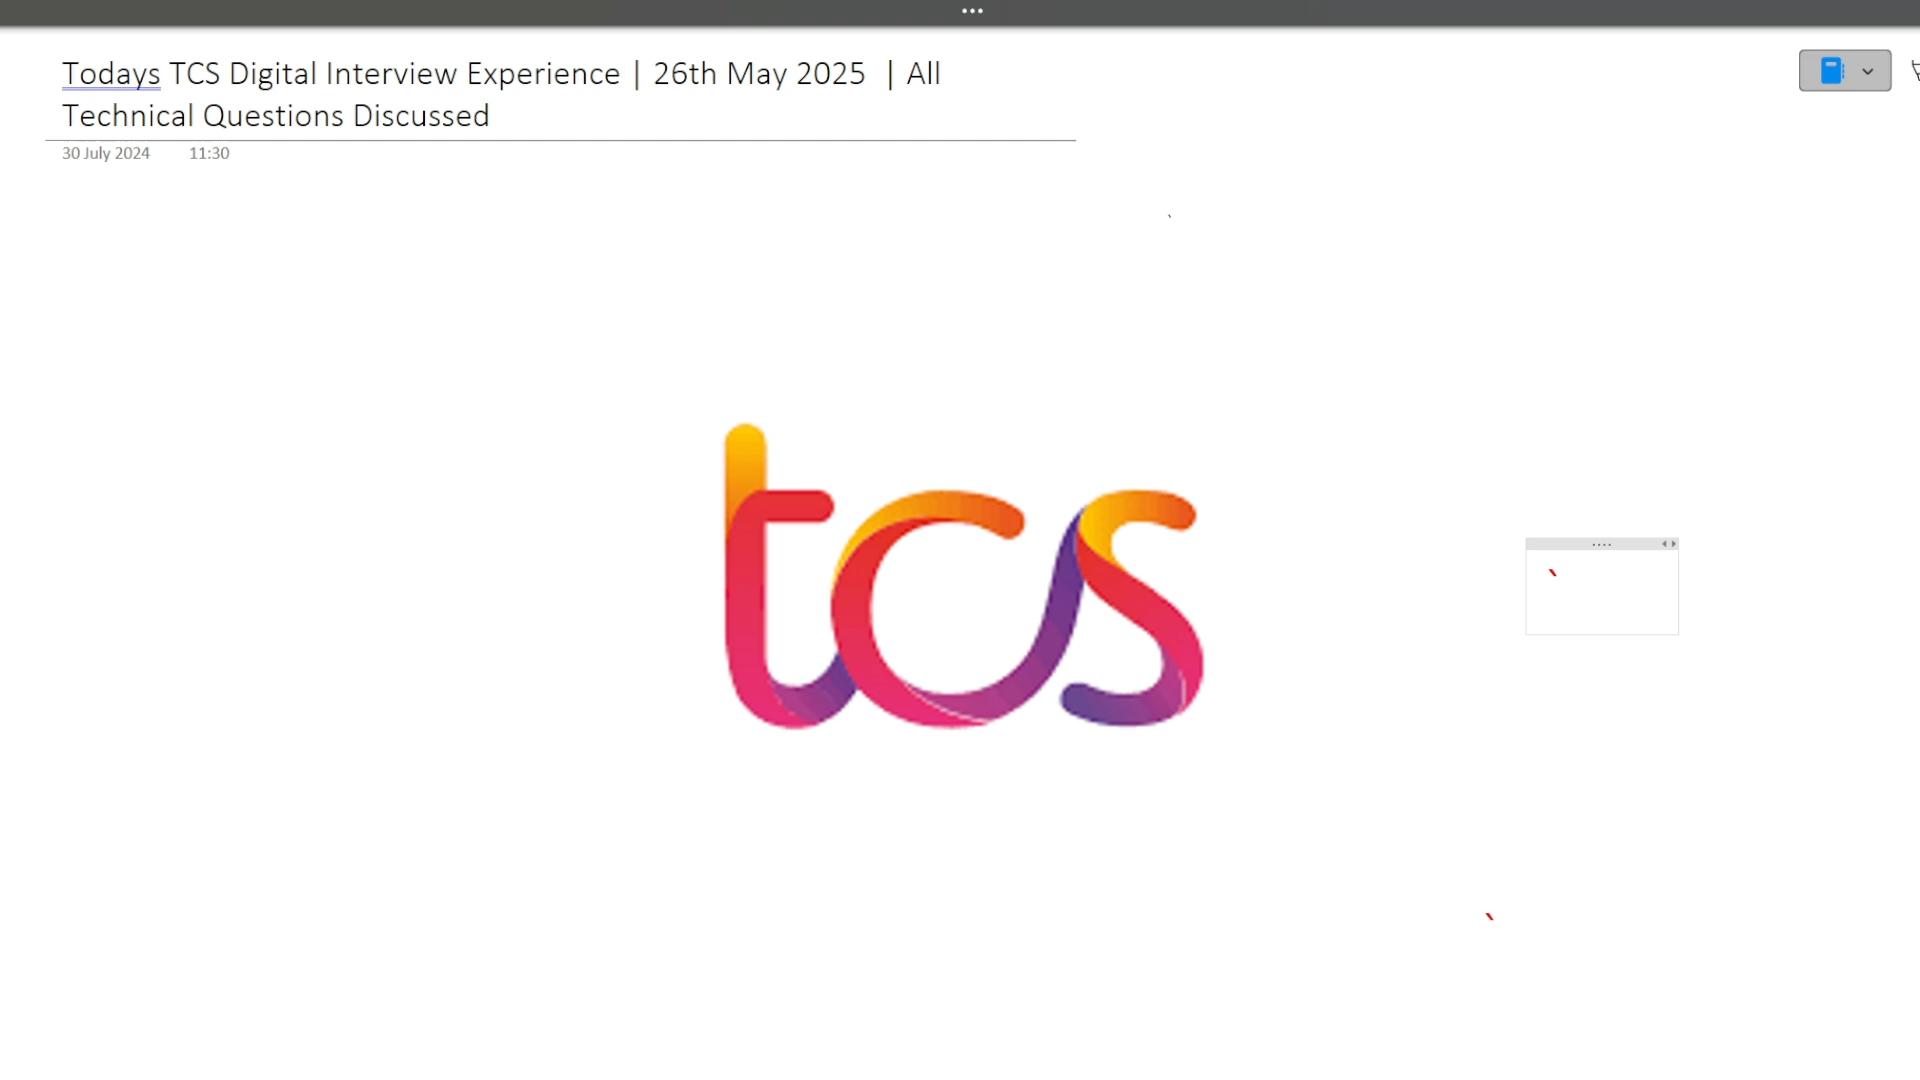 Todays TCS Digital Interview Experience | 26th May 2025  | All
Technical Questions Discussed
30 July 2024 11:30
tcs